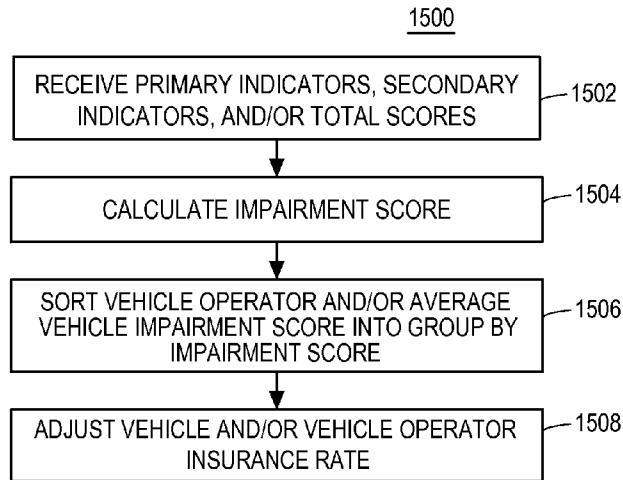 1500
RECEIVE PRIMARY INDICATORS, SECONDARY
INDICATORS, AND/OR TOTAL SCORES
1502
CALCULATE IMPAIRMENT SCORE
1504
SORT VEHICLE OPERATOR AND/OR AVERAGE
VEHICLE IMPAIRMENT SCORE INTO GROUP BY
IMPAIRMENT SCORE
1506
ADJUST VEHICLE AND/OR VEHICLE OPERATOR
INSURANCE RATE
1508